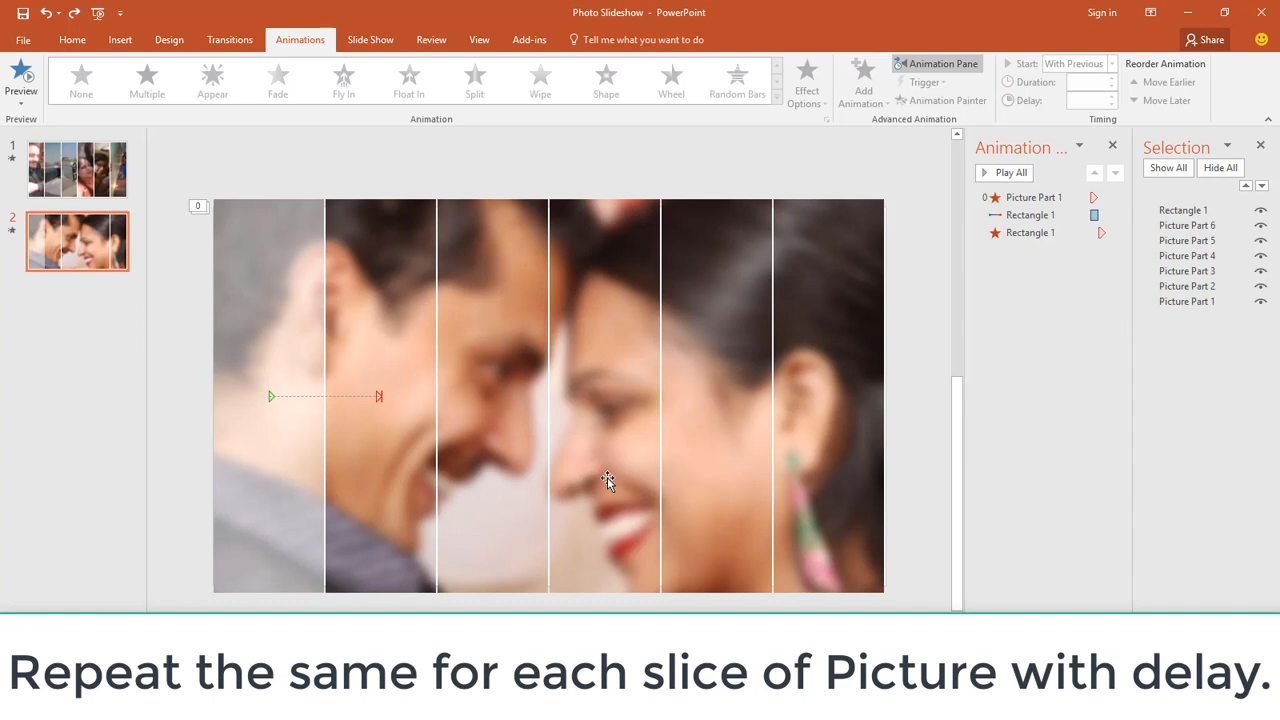 Photo Slideshow - PowerPoint
Sign in
File
Home
Insert
Design
Transitions
Animations
Slide Show
Review
View
Add-ins
Tell me what you want to do
Share
Preview
None
Multiple
Appear
Fade
Fly In
Float In
Split
Wipe
Shape
Wheel
Random Bars
Effect
Options
Add
Animation
Animation Pane
Trigger
Animation Painter
Start: With Previous
Duration:
Delay:
Reorder Animation
Move Earlier
Move Later
Preview
Animation
Advanced Animation
Timing
1
2
0
Animation ...
Play All
0 Picture Part 1
Rectangle 1
Rectangle 1
Selection
Show All
Hide All
Rectangle 1
Picture Part 6
Picture Part 5
Picture Part 4
Picture Part 3
Picture Part 2
Picture Part 1
Repeat the same for each slice of Picture with delay.